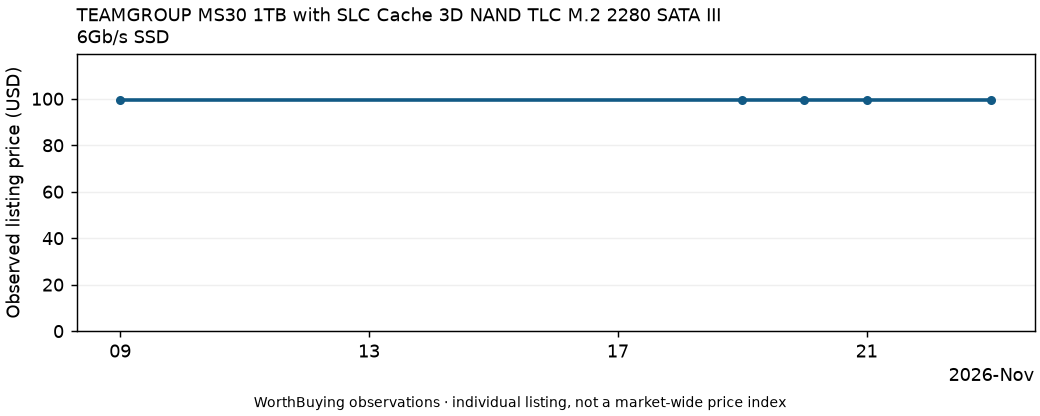 TEAMGROUP MS30 1TB with SLC Cache 3D NAND TLC M.2 2280 SATA III
6Gb/s SSD
Observed listing price (USD)
100
80
60
40
20
0
09 13 17 21
2026-Nov
WorthBuying observations · individual listing, not a market-wide price index